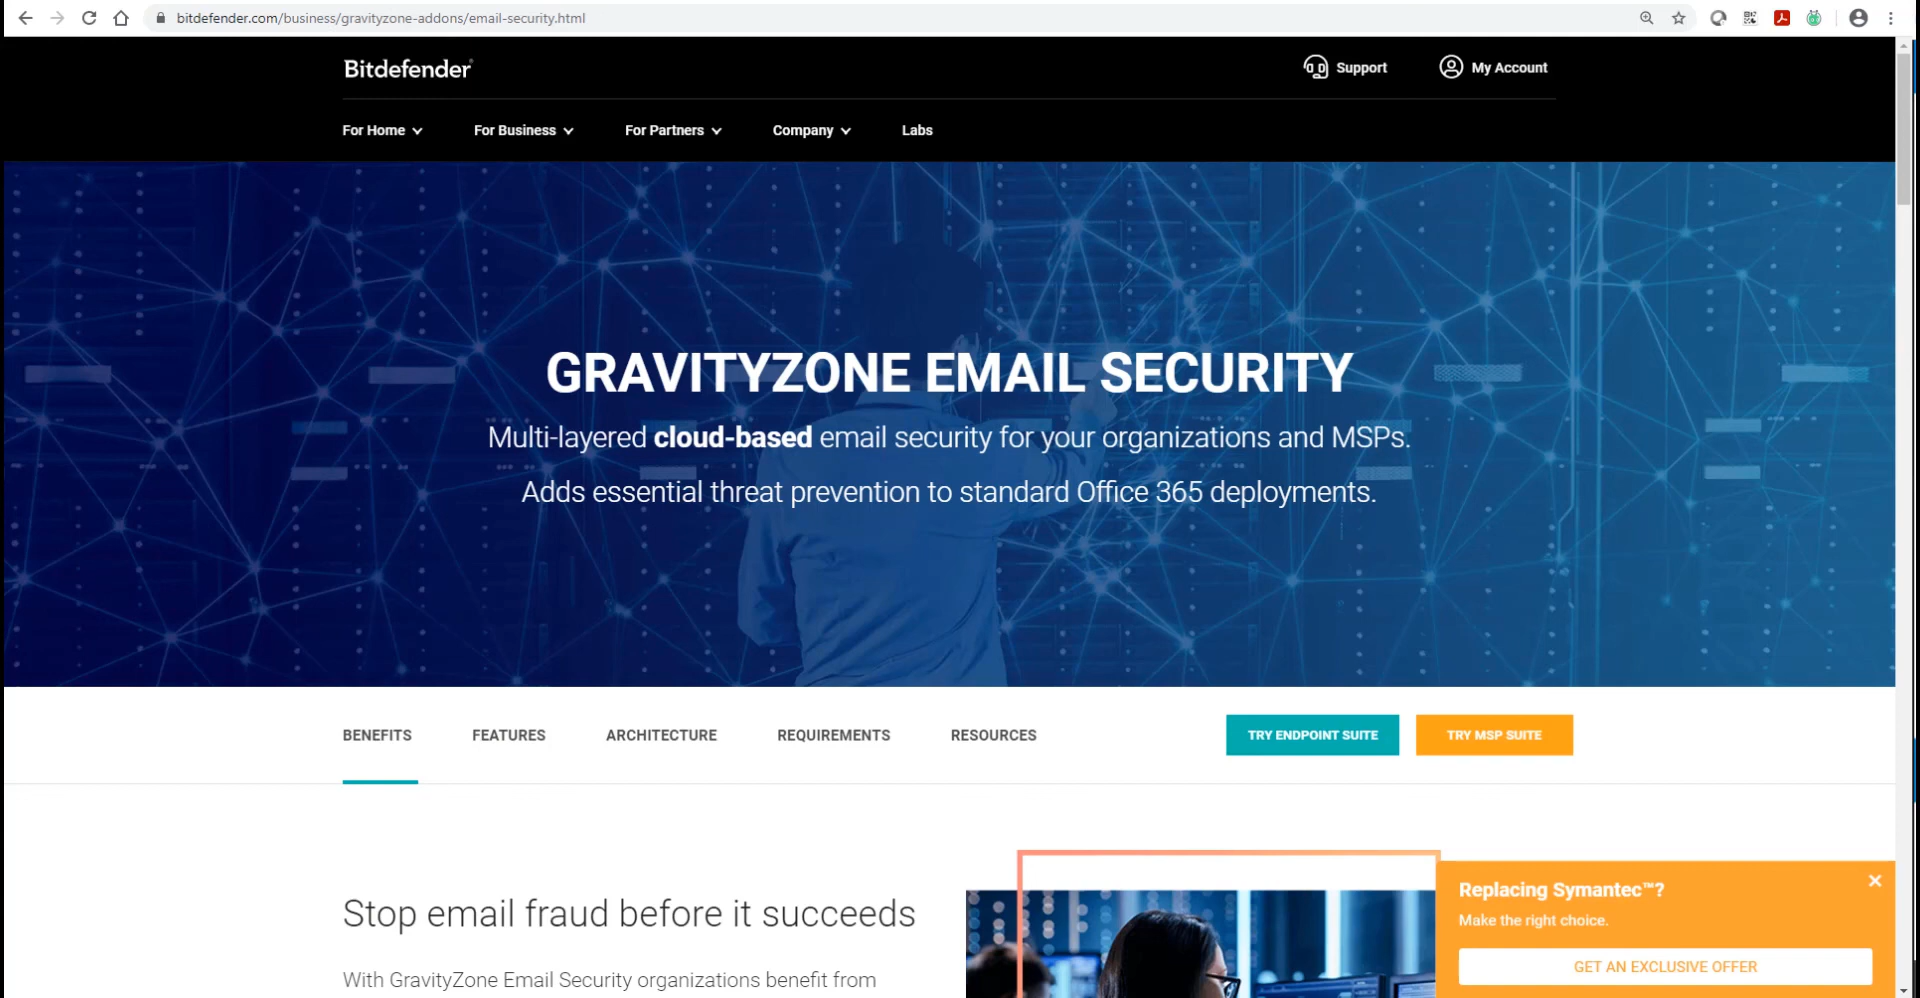 bitdefender.com/business/gravityzone-addons/email-security.html
Bitdefender
Support
My Account
For Home
For Business
For Partners
Company
Labs
GRAVITYZONE EMAIL SECURITY
Multi-layered cloud-based email security for your organizations and MSPs.
Adds essential threat prevention to standard Office 365 deployments.
BENEFITS
FEATURES
ARCHITECTURE
REQUIREMENTS
RESOURCES
TRY ENDPOINT SUITE
TRY MSP SUITE
Stop email fraud before it succeeds
With GravityZone Email Security organizations benefit from
Replacing Symantec™?
Make the right choice.
GET AN EXCLUSIVE OFFER